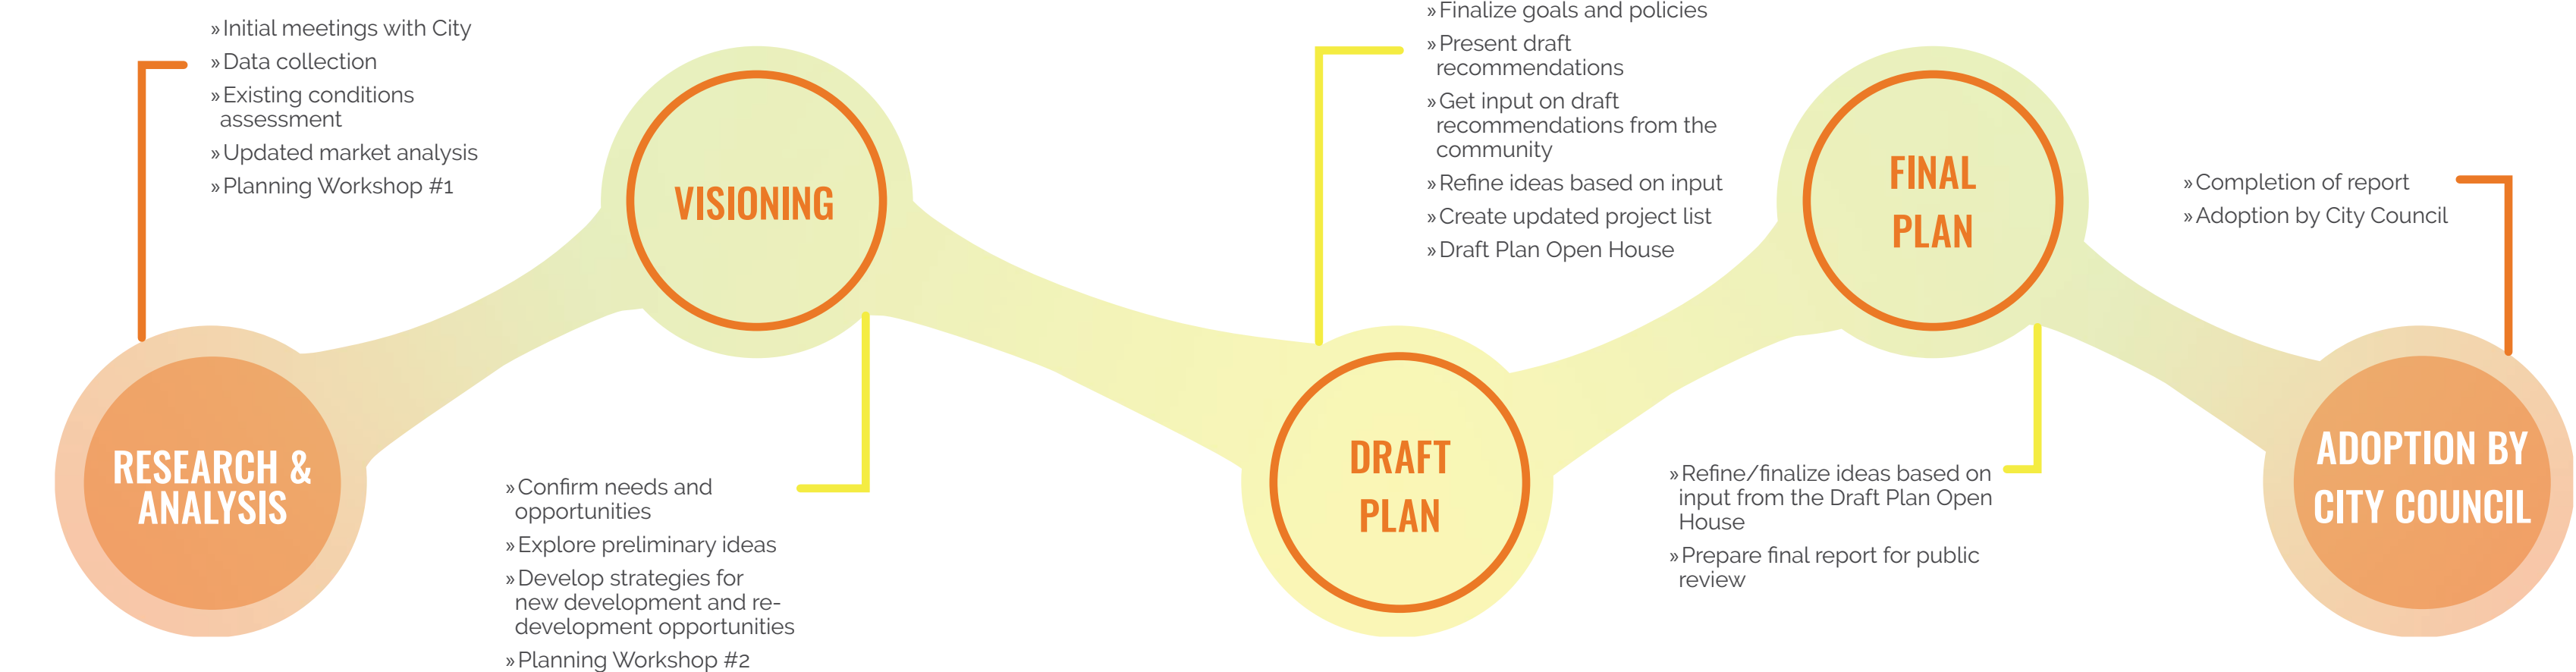 »Initial meetings with City
»Data collection
»Existing conditions
assessment
»Updated market analysis
»Planning Workshop #1
RESEARCH &
ANALYSIS
VISIONING
»Confirm needs and
opportunities
»Explore preliminary ideas
»Develop strategies for
new development and re-
development opportunities
»Planning Workshop #2
»Finalize goals and policies
»Present draft
recommendations
»Get input on draft
recommendations from the
community
»Refine ideas based on input
»Create updated project list
»Draft Plan Open House
DRAFT
PLAN
FINAL
PLAN
»Refine/finalize ideas based on
input from the Draft Plan Open
House
»Prepare final report for public
review
»Completion of report
»Adoption by City Council
ADOPTION BY
CITY COUNCIL